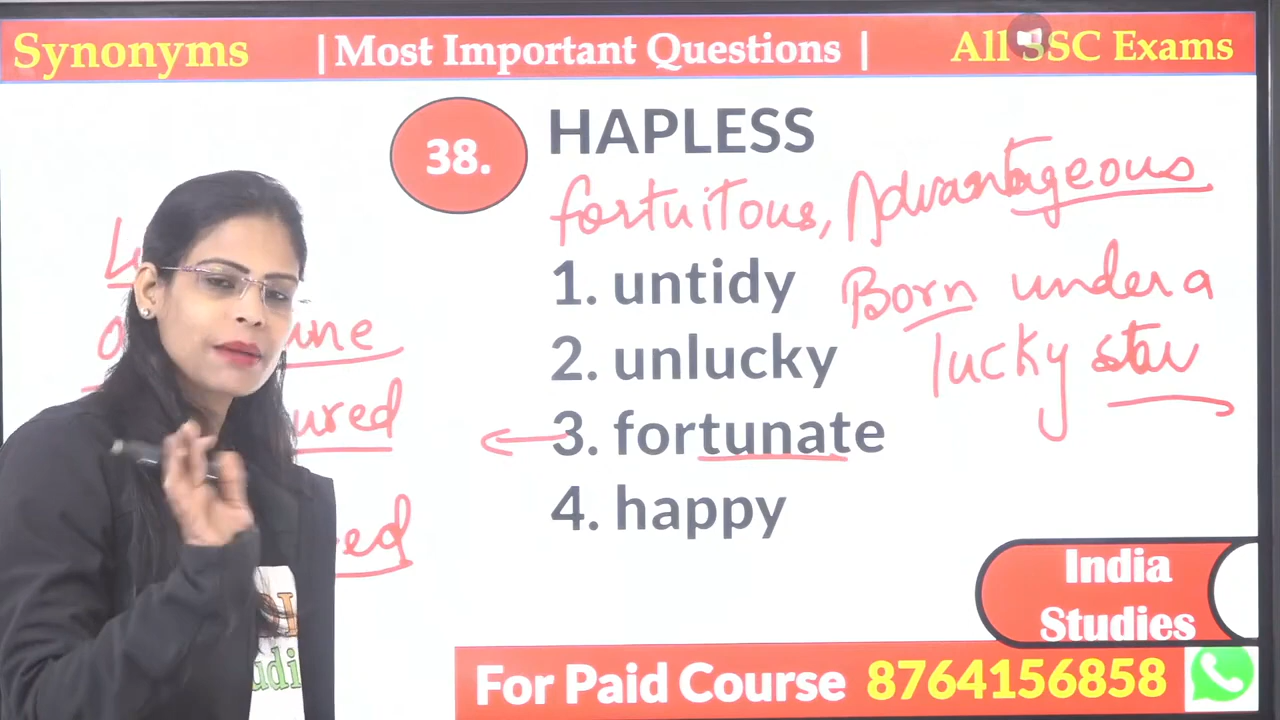 Synonyms | Most Important Questions | All SSC Exams
38. HAPLESS
fortuitous, Advantageous
1. untidy
Born under a
2. unlucky
lucky star
3. fortunate
4. happy
India
Studies
For Paid Course 8764156858